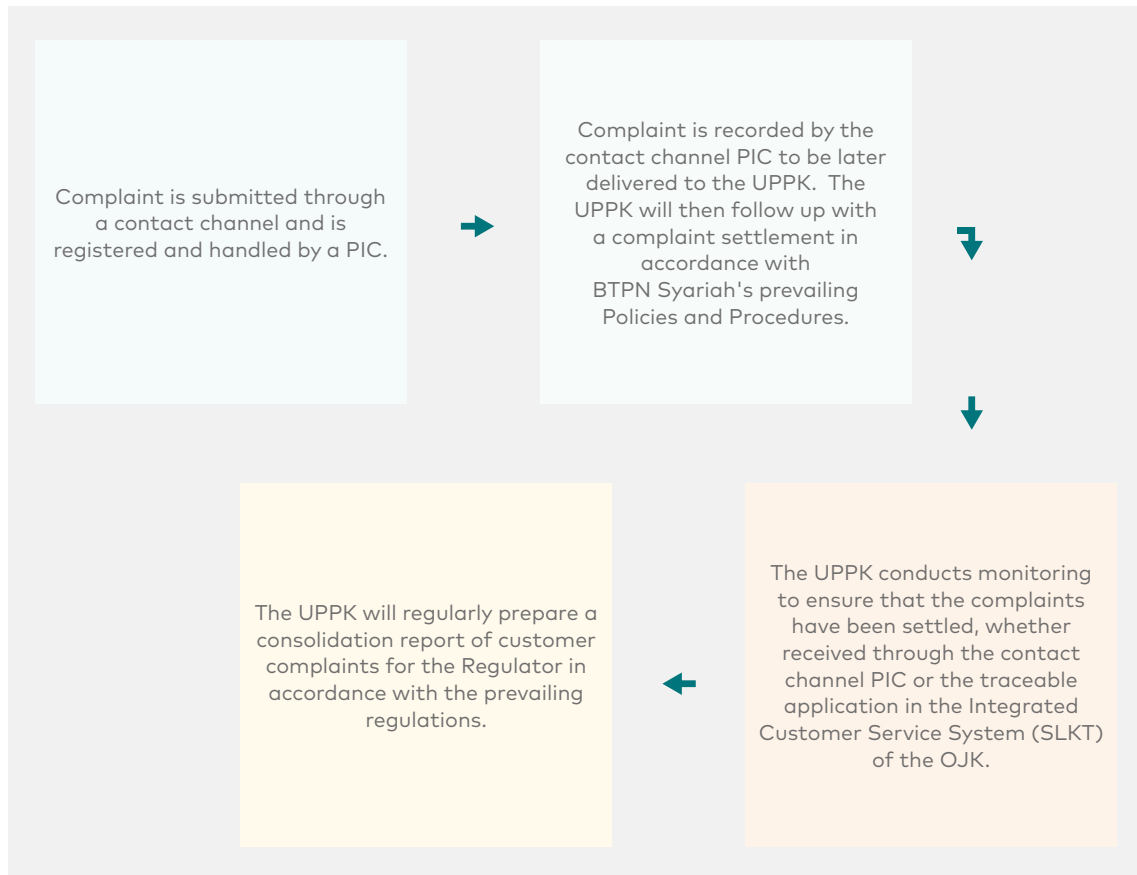 Complaint is submitted through
a contact channel and is
registered and handled by a PIC.
Complaint is recorded by the
contact channel PIC to be later
delivered to the UPPK. The
UPPK will then follow up with
a complaint settlement in
accordance with
BTPN Syariah's prevailing
Policies and Procedures.
The UPPK conducts monitoring
to ensure that the complaints
have been settled, whether
received through the contact
channel PIC or the traceable
application in the Integrated
Customer Service System (SLKT)
of the OJK.
The UPPK will regularly prepare a
consolidation report of customer
complaints for the Regulator in
accordance with the prevailing
regulations.